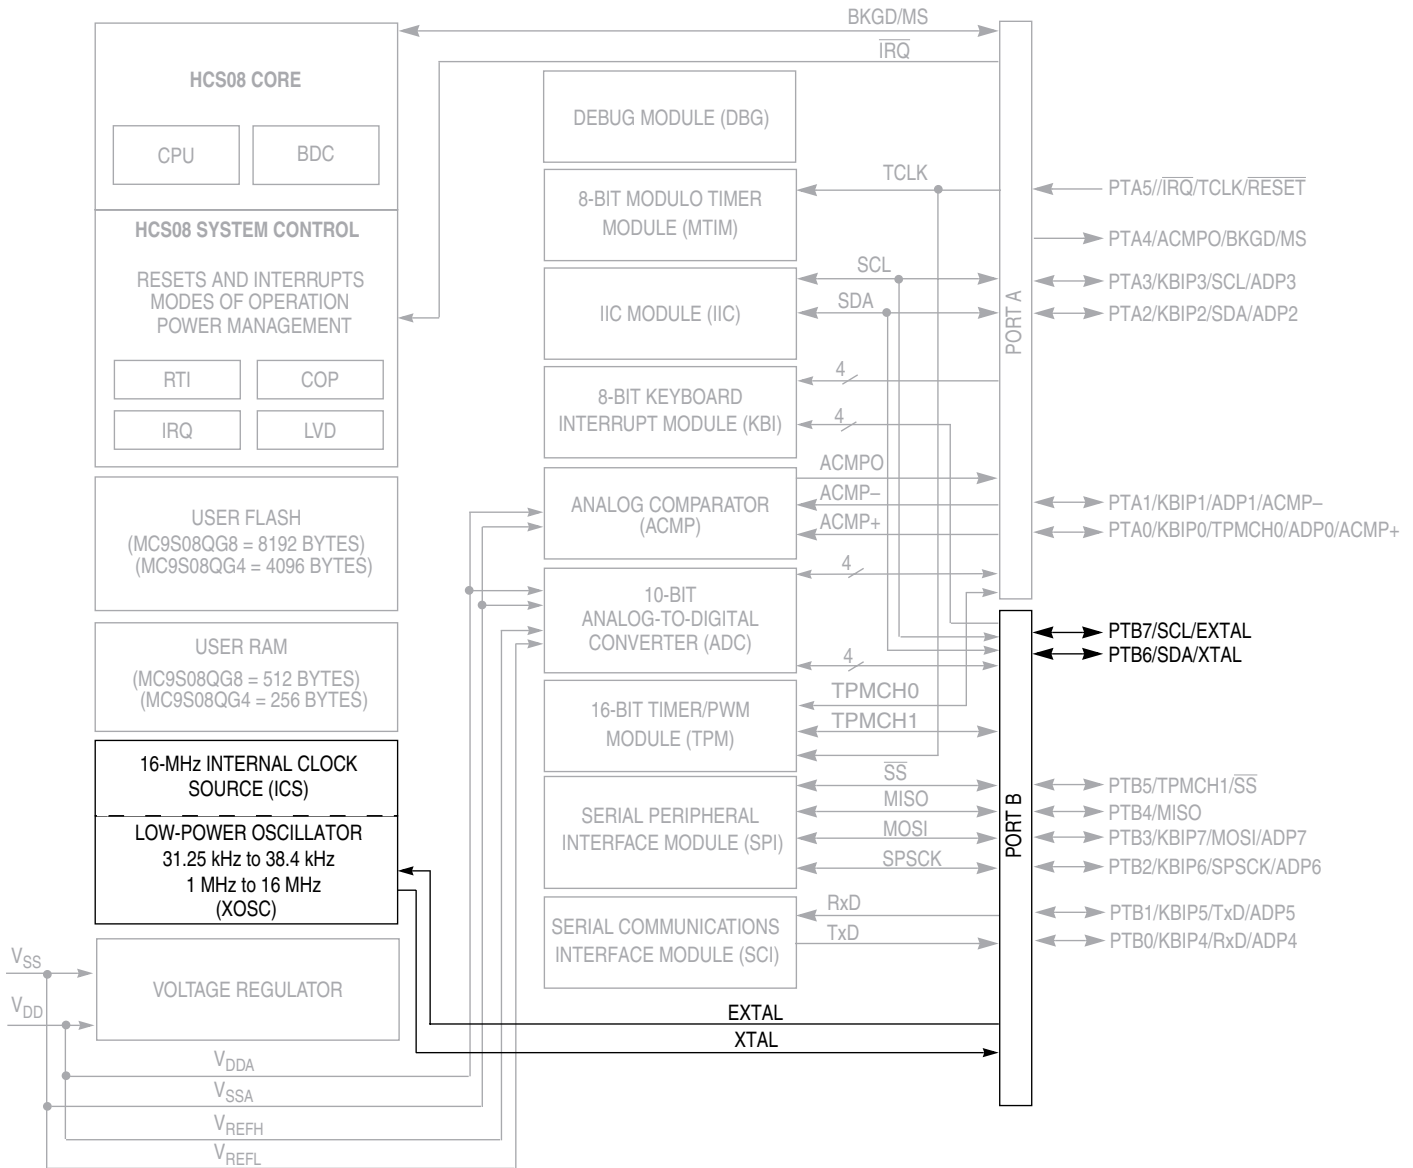 BKGD/MS
IRQ
HCS08 CORE
CPU
BDC
HCS08 SYSTEM CONTROL
RESETS AND INTERRUPTS
MODES OF OPERATION
POWER MANAGEMENT
RTI
COP
IRQ
LVD
USER FLASH
(MC9S08QG8 = 8192 BYTES)
(MC9S08QG4 = 4096 BYTES)
USER RAM
(MC9S08QG8 = 512 BYTES)
(MC9S08QG4 = 256 BYTES)
16-MHz INTERNAL CLOCK
SOURCE (ICS)
LOW-POWER OSCILLATOR
31.25 kHz to 38.4 kHz
1 MHz to 16 MHz
(XOSC)
VSS
VDD
VOLTAGE REGULATOR
VDDA
VSSA
VREFH
VREFL
DEBUG MODULE (DBG)
8-BIT MODULO TIMER
MODULE (MTIM)
TCLK
IIC MODULE (IIC)
SCL
SDA
8-BIT KEYBOARD
INTERRUPT MODULE (KBI)
4
4
ANALOG COMPARATOR
(ACMP)
ACMPO
ACMP–
ACMP+
10-BIT
ANALOG-TO-DIGITAL
CONVERTER (ADC)
4
4
16-BIT TIMER/PWM
MODULE (TPM)
TPMCH0
TPMCH1
SERIAL PERIPHERAL
INTERFACE MODULE (SPI)
SS
MISO
MOSI
SPSCK
SERIAL COMMUNICATIONS
INTERFACE MODULE (SCI)
RxD
TxD
EXTAL
XTAL
PORT A
PTA5//IRQ/TCLK/RESET
PTA4/ACMPO/BKGD/MS
PTA3/KBIP3/SCL/ADP3
PTA2/KBIP2/SDA/ADP2
PTA1/KBIP1/ADP1/ACMP–
PTA0/KBIP0/TPMCH0/ADP0/ACMP+
PORT B
PTB7/SCL/EXTAL
PTB6/SDA/XTAL
PTB5/TPMCH1/SS
PTB4/MISO
PTB3/KBIP7/MOSI/ADP7
PTB2/KBIP6/SPSCK/ADP6
PTB1/KBIP5/TxD/ADP5
PTB0/KBIP4/RxD/ADP4